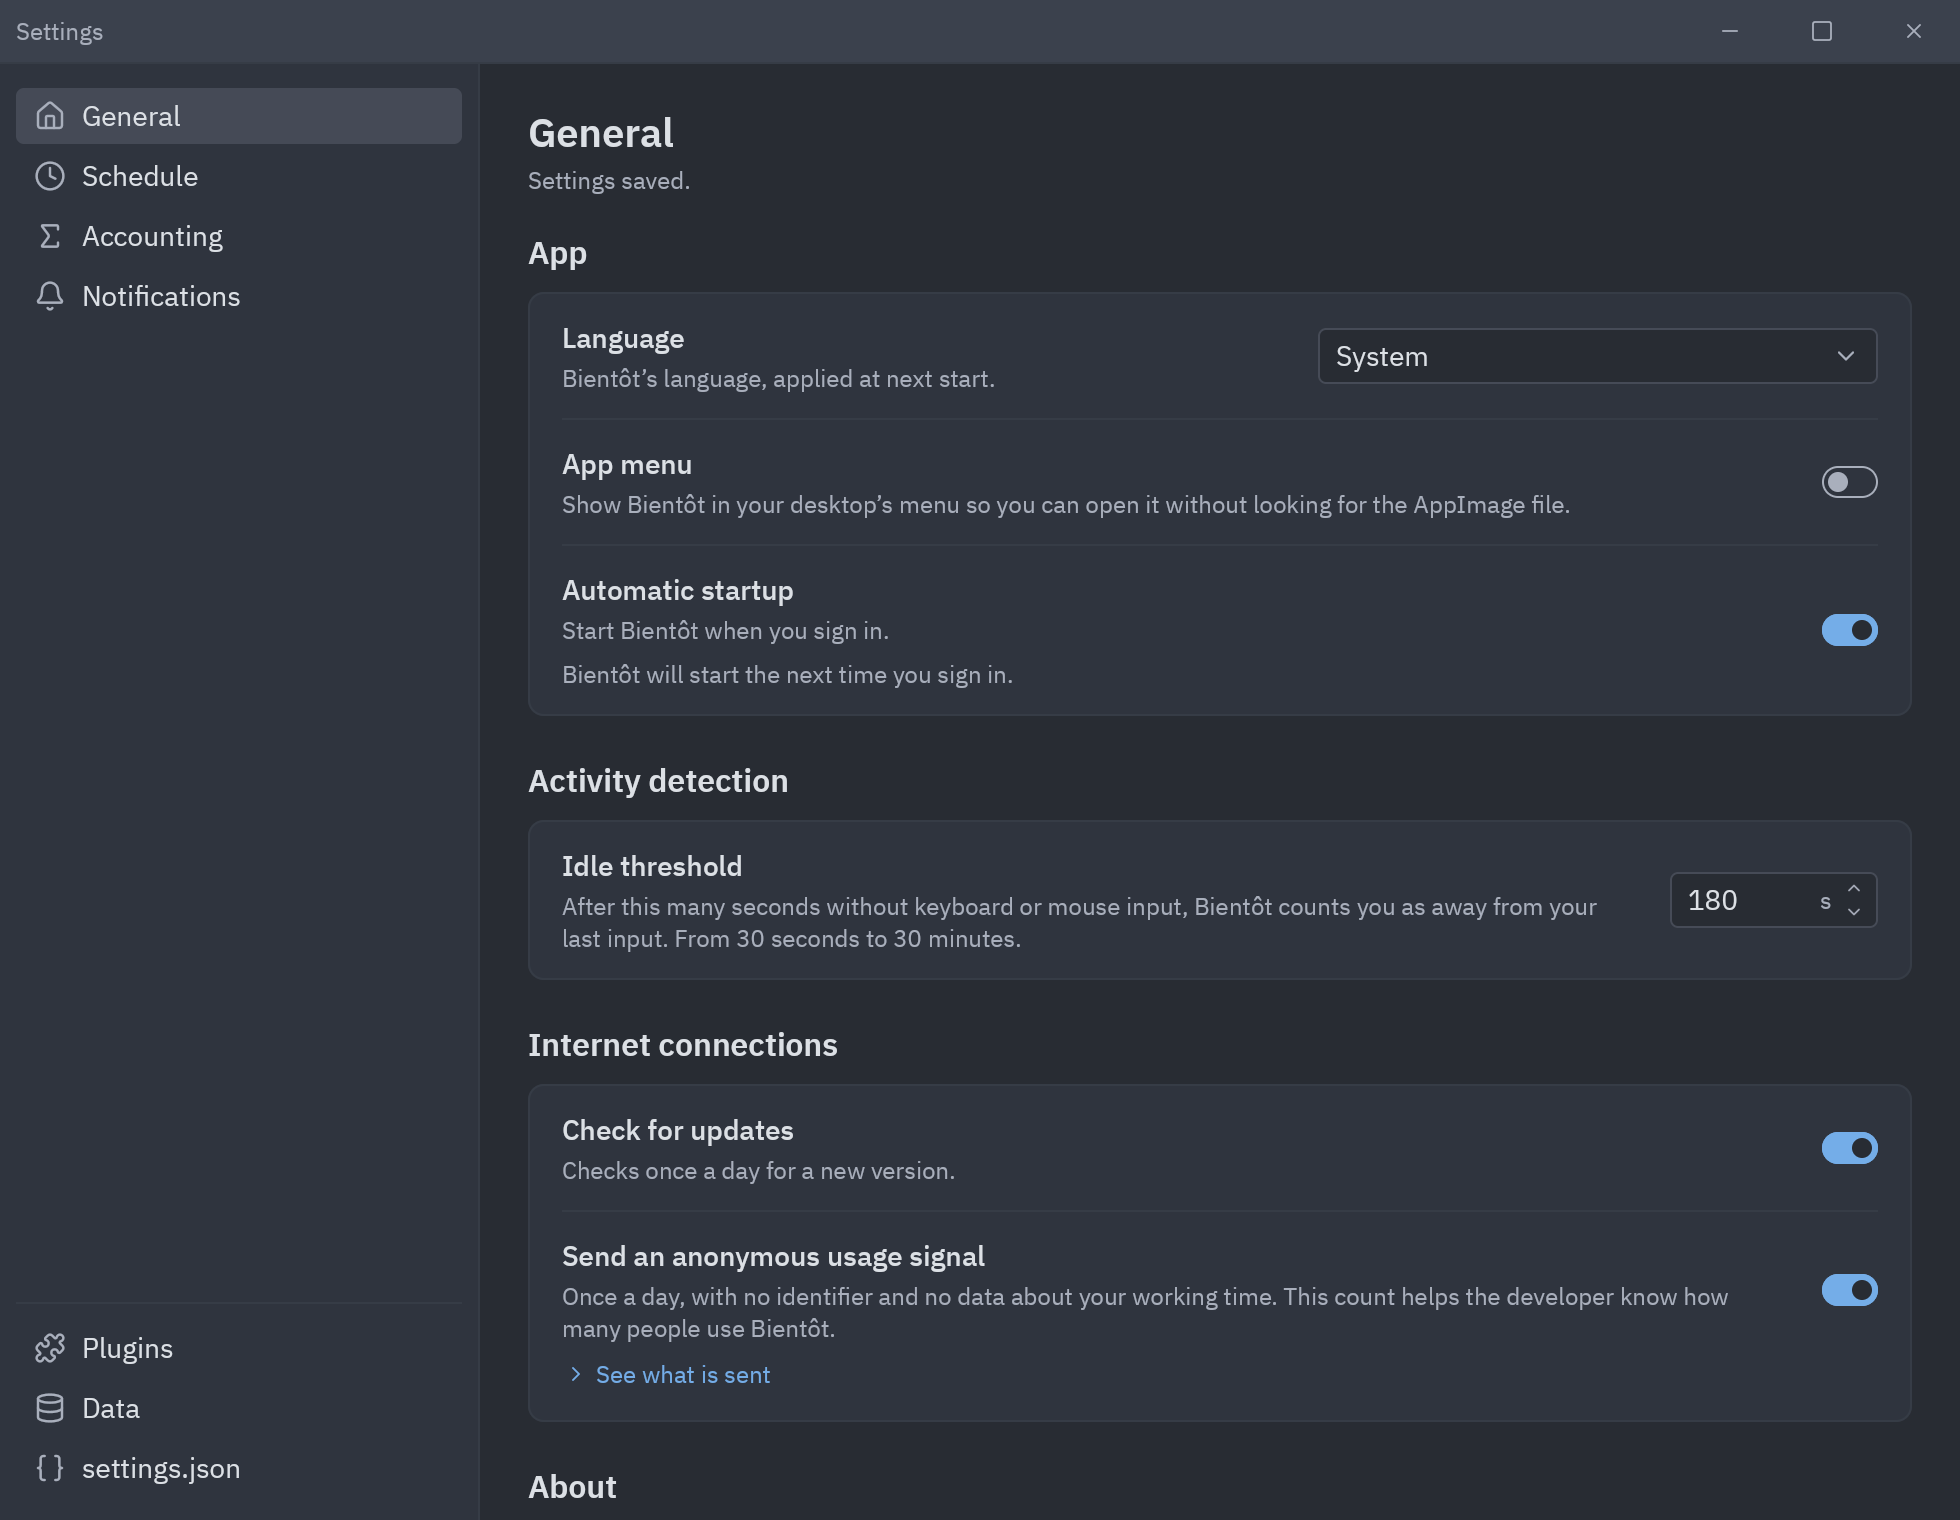 Settings
General
Schedule
Accounting
Notifications
Plugins
Data
settings.json
General
Settings saved.
App
Language
Bientôt’s language, applied at next start.
System
App menu
Show Bientôt in your desktop’s menu so you can open it without looking for the AppImage file.
Automatic startup
Start Bientôt when you sign in.
Bientôt will start the next time you sign in.
Activity detection
Idle threshold
After this many seconds without keyboard or mouse input, Bientôt counts you as away from your
last input. From 30 seconds to 30 minutes.
180 s
Internet connections
Check for updates
Checks once a day for a new version.
Send an anonymous usage signal
Once a day, with no identifier and no data about your working time. This count helps the developer know how
many people use Bientôt.
See what is sent
About